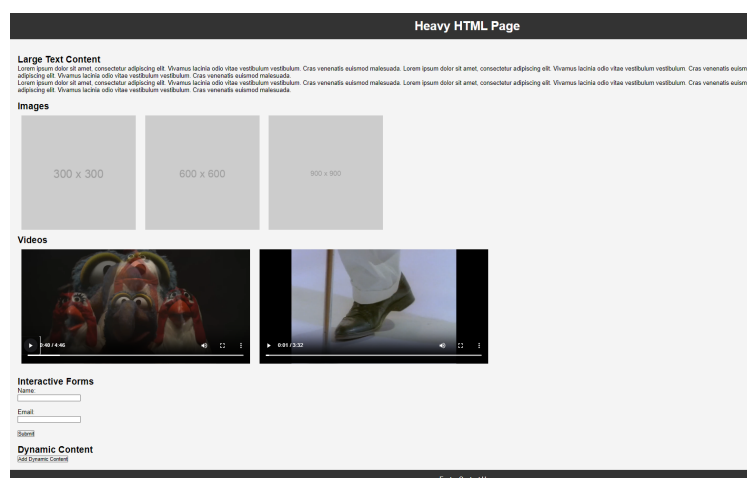 Heavy HTML Page
Large Text Content
Lorem ipsum dolor sit amet, consectetur adipiscing elit. Vivamus lacinia odio vitae vestibulum vestibulum. Cras venenatis euismod malesuada. Lorem ipsum dolor sit amet, consectetur adipiscing elit. Vivamus lacinia odio vitae vestibulum vestibulum. Cras venenatis euism
adipiscing elit. Vivamus lacinia odio vitae vestibulum vestibulum. Cras venenatis euismod malesuada.
Lorem ipsum dolor sit amet, consectetur adipiscing elit. Vivamus lacinia odio vitae vestibulum vestibulum. Cras venenatis euismod malesuada. Lorem ipsum dolor sit amet, consectetur adipiscing elit. Vivamus lacinia odio vitae vestibulum vestibulum. Cras venenatis euism
adipiscing elit. Vivamus lacinia odio vitae vestibulum vestibulum. Cras venenatis euismod malesuada.
Images
300 x 300 600 x 600 900 x 900
Videos
0:40 / 4:46 0:01 / 3:32
Interactive Forms
Name:
Email:
Submit
Dynamic Content
Add Dynamic Content